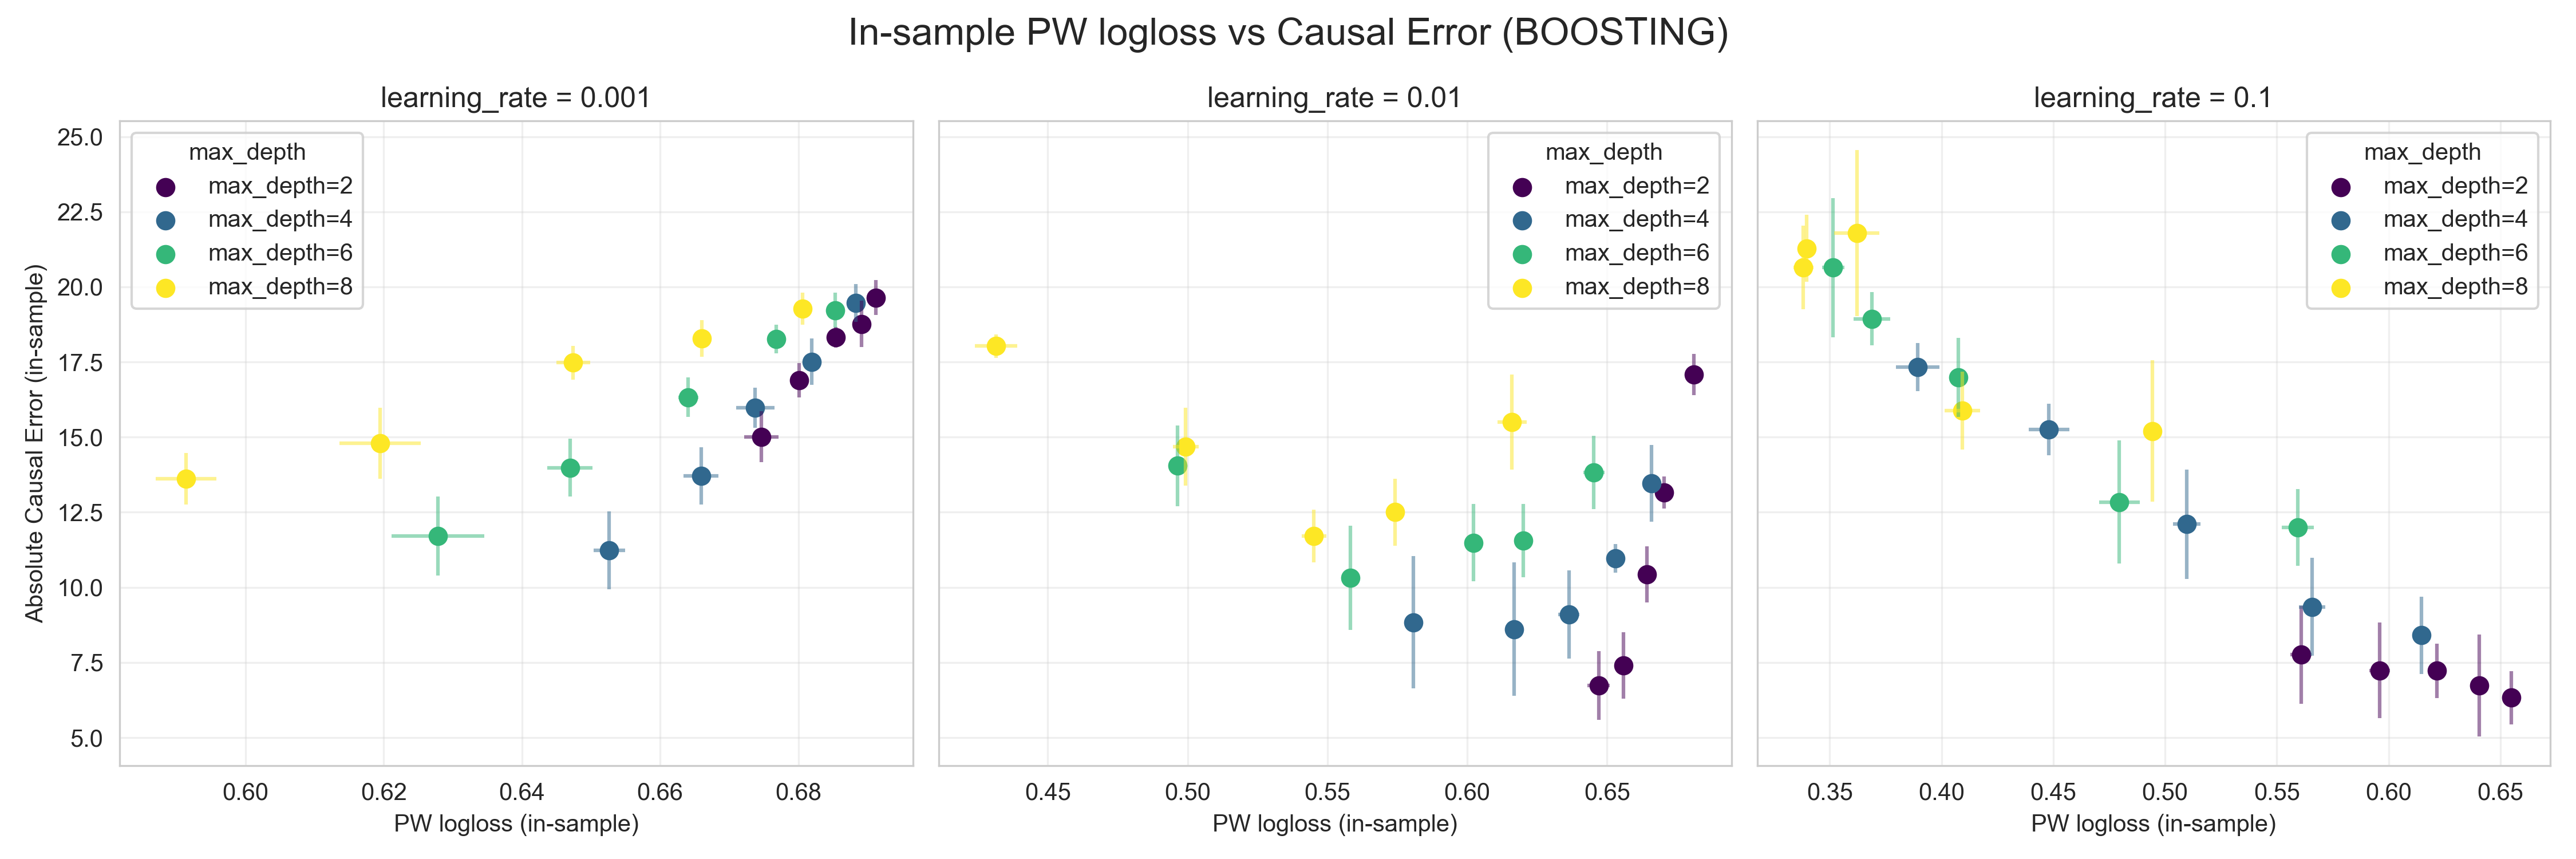 In-sample PW logloss vs Causal Error (BOOSTING)
learning_rate = 0.001
learning_rate = 0.01
learning_rate = 0.1
Absolute Causal Error (in-sample)
25.0
22.5
20.0
17.5
15.0
12.5
10.0
7.5
5.0
max_depth
max_depth=2
max_depth=4
max_depth=6
max_depth=8
0.60 0.62 0.64 0.66 0.68
PW logloss (in-sample)
max_depth
max_depth=2
max_depth=4
max_depth=6
max_depth=8
0.45 0.50 0.55 0.60 0.65
PW logloss (in-sample)
max_depth
max_depth=2
max_depth=4
max_depth=6
max_depth=8
0.35 0.40 0.45 0.50 0.55 0.60 0.65
PW logloss (in-sample)